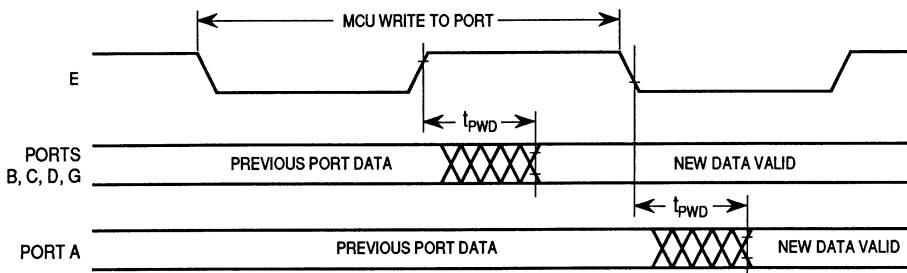 MCU WRITE TO PORT
E
tPWD
PORTS
B, C, D, G
PREVIOUS PORT DATA
NEW DATA VALID
tPWD
PORT A
PREVIOUS PORT DATA
NEW DATA VALID